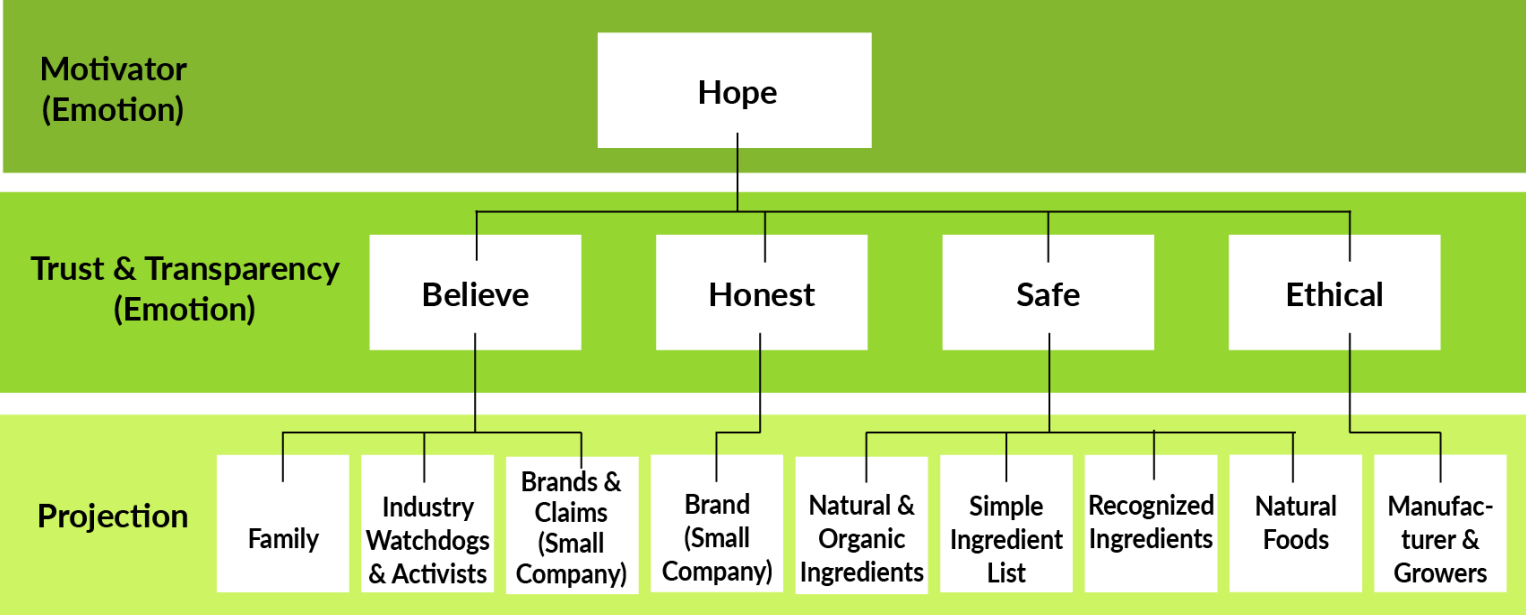 Motivator
(Emotion)
Hope
Trust & Transparency
(Emotion)
Believe
Honest
Safe
Ethical
Projection
Family
Industry
Watchdogs
& Activists
Brands &
Claims
(Small
Company)
Brand
(Small
Company)
Natural &
Organic
Ingredients
Simple
Ingredient
List
Recognized
Ingredients
Natural
Foods
Manufac-
turer &
Growers